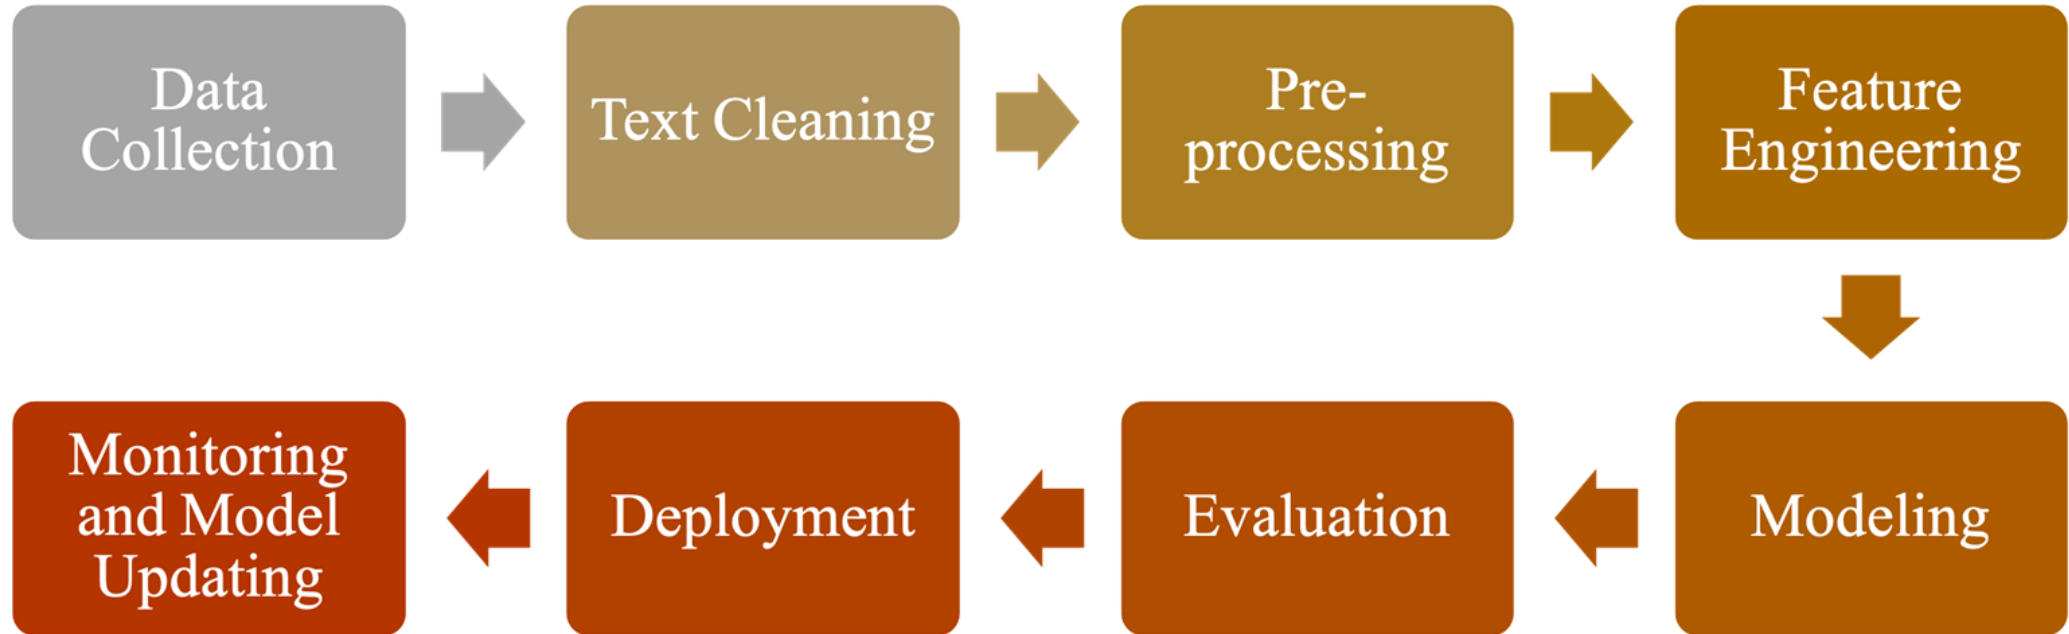 Data
Collection
Text Cleaning
Pre-
processing
Feature
Engineering
Modeling
Evaluation
Deployment
Monitoring
and Model
Updating